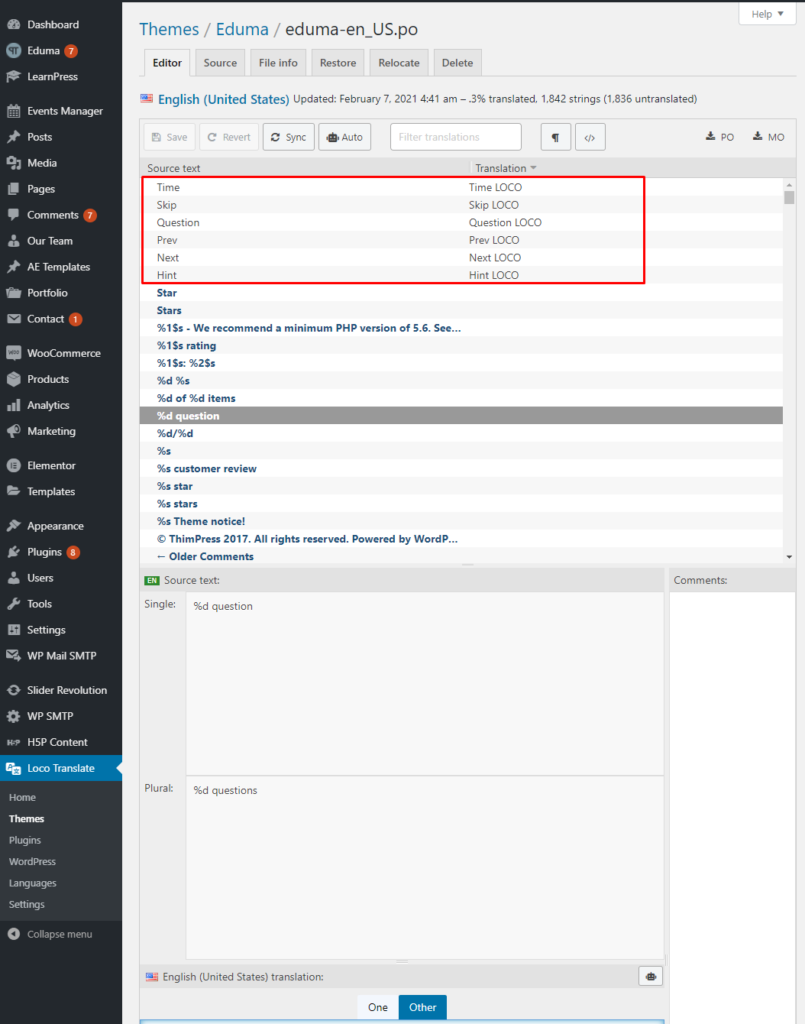 Help
Themes / Eduma / eduma-en_US.po
Editor Source File info Restore Relocate Delete
English (United States) Updated: February 7, 2021 4:41 am – .3% translated, 1,842 strings (1,836 untranslated)
Save Revert Sync Auto Filter translations ¶ </> PO MO
Source text Translation
Time Time LOCO
Skip Skip LOCO
Question Question LOCO
Prev Prev LOCO
Next Next LOCO
Hint Hint LOCO
Star
Stars
%1$s - We recommend a minimum PHP version of 5.6. See...
%1$s rating
%1$s: %2$s
%d %s
%d of %d items
%d question
%d/%d
%s
%s customer review
%s star
%s stars
%s Theme notice!
© ThimPress 2017. All rights reserved. Powered by WordP...
← Older Comments
EN Source text:
Comments:
Single: %d question
Plural: %d questions
English (United States) translation:
One Other
Dashboard
Eduma 7
LearnPress
Events Manager
Posts
Media
Pages
Comments 7
Our Team
AE Templates
Portfolio
Contact 1
WooCommerce
Products
Analytics
Marketing
Elementor
Templates
Appearance
Plugins 8
Users
Tools
Settings
WP Mail SMTP
Slider Revolution
WP SMTP
H5P H5P Content
Loco Translate
Home
Themes
Plugins
WordPress
Languages
Settings
Collapse menu